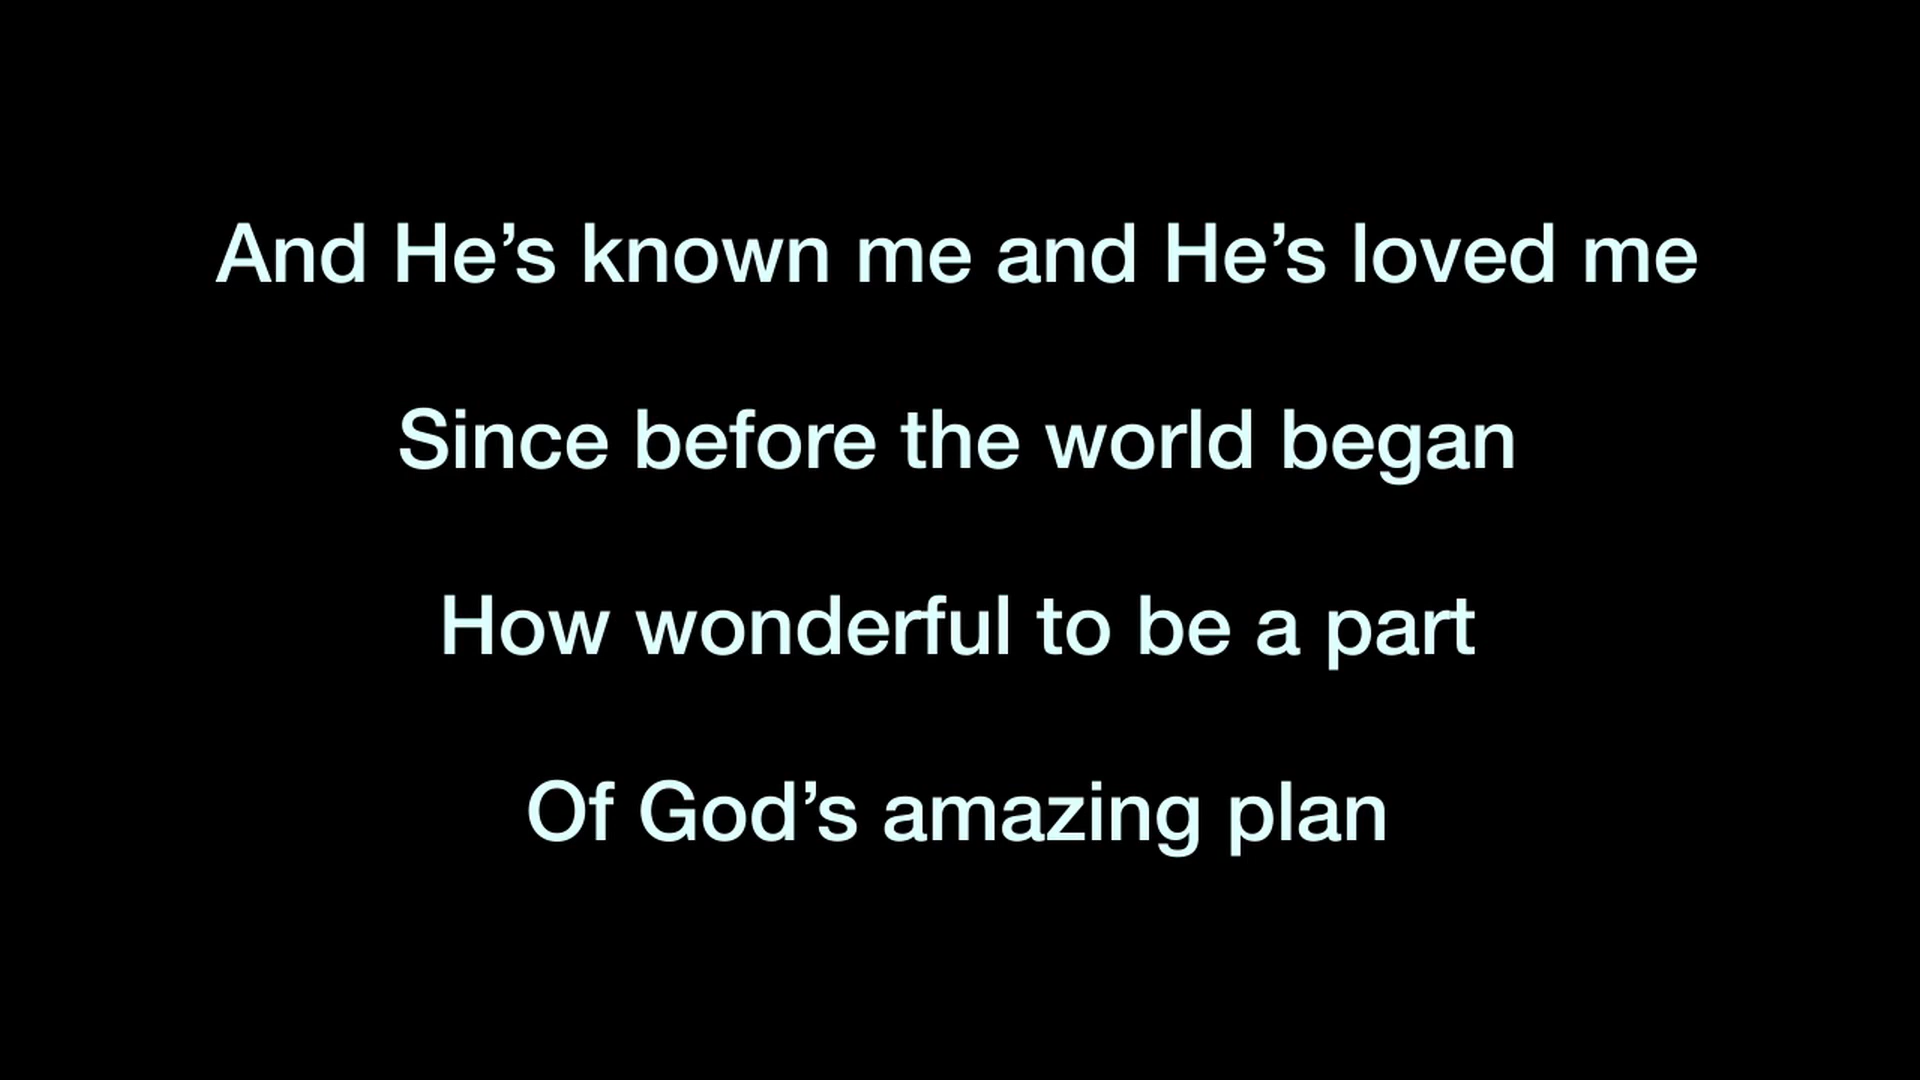 And He’s known me and He’s loved me
Since before the world began
How wonderful to be a part
Of God’s amazing plan